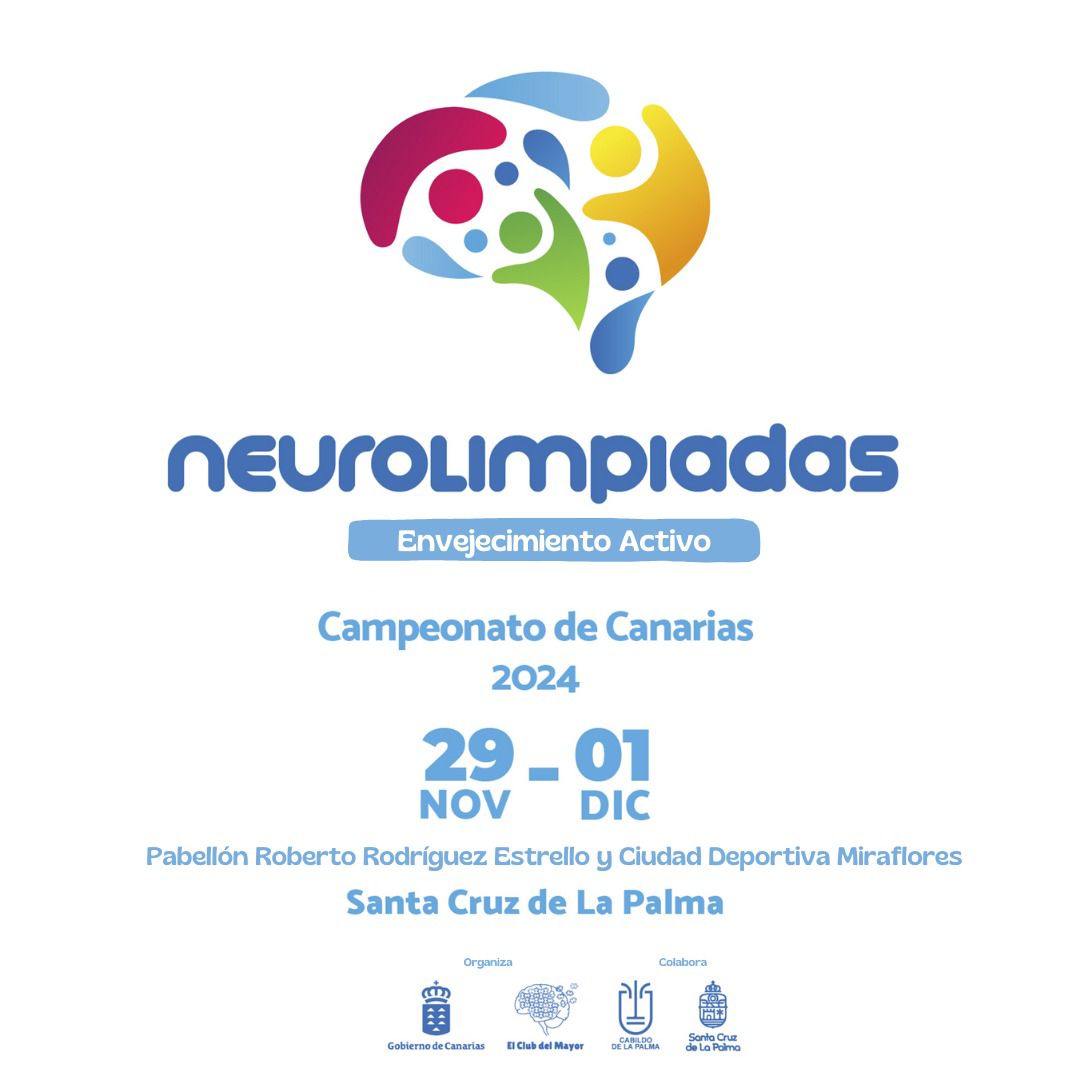 neurolimpiadas
Envejecimiento Activo
Campeonato de Canarias
2024
29 - 01
NOV DIC
Pabellón Roberto Rodríguez Estrello y Ciudad Deportiva Miraflores
Santa Cruz de La Palma
Organiza Colabora
Gobierno de Canarias
El Club del Mayor
CABILDO
DE LA PALMA
Santa Cruz
de La Palma